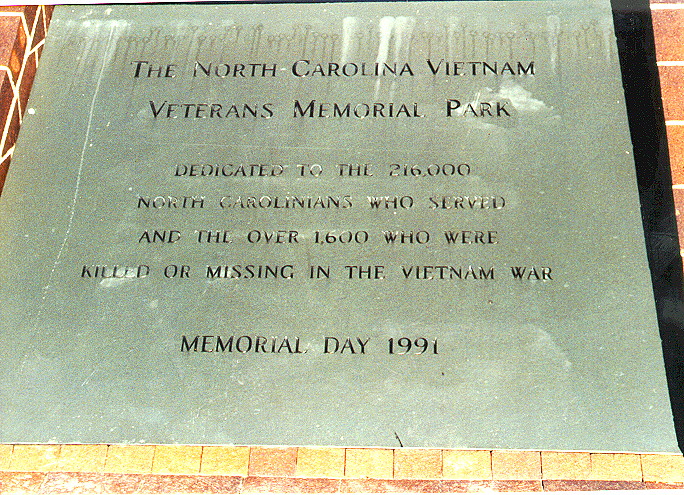 THE NORTH CAROLINA VIETNAM
VETERANS MEMORIAL PARK
DEDICATED TO THE 216,000
NORTH CAROLINIANS WHO SERVED
AND THE OVER 1,600 WHO WERE
KILLED OR MISSING IN THE VIETNAM WAR
MEMORIAL DAY 1991